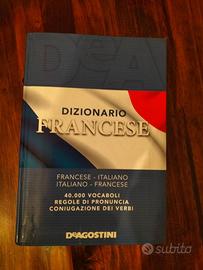 DeA
DIZIONARIO
FRANCESE
FRANCESE - ITALIANO
ITALIANO - FRANCESE
40.000 VOCABOLI
REGOLE DI PRONUNCIA
CONIUGAZIONE DEI VERBI
DeAGOSTINI
subito